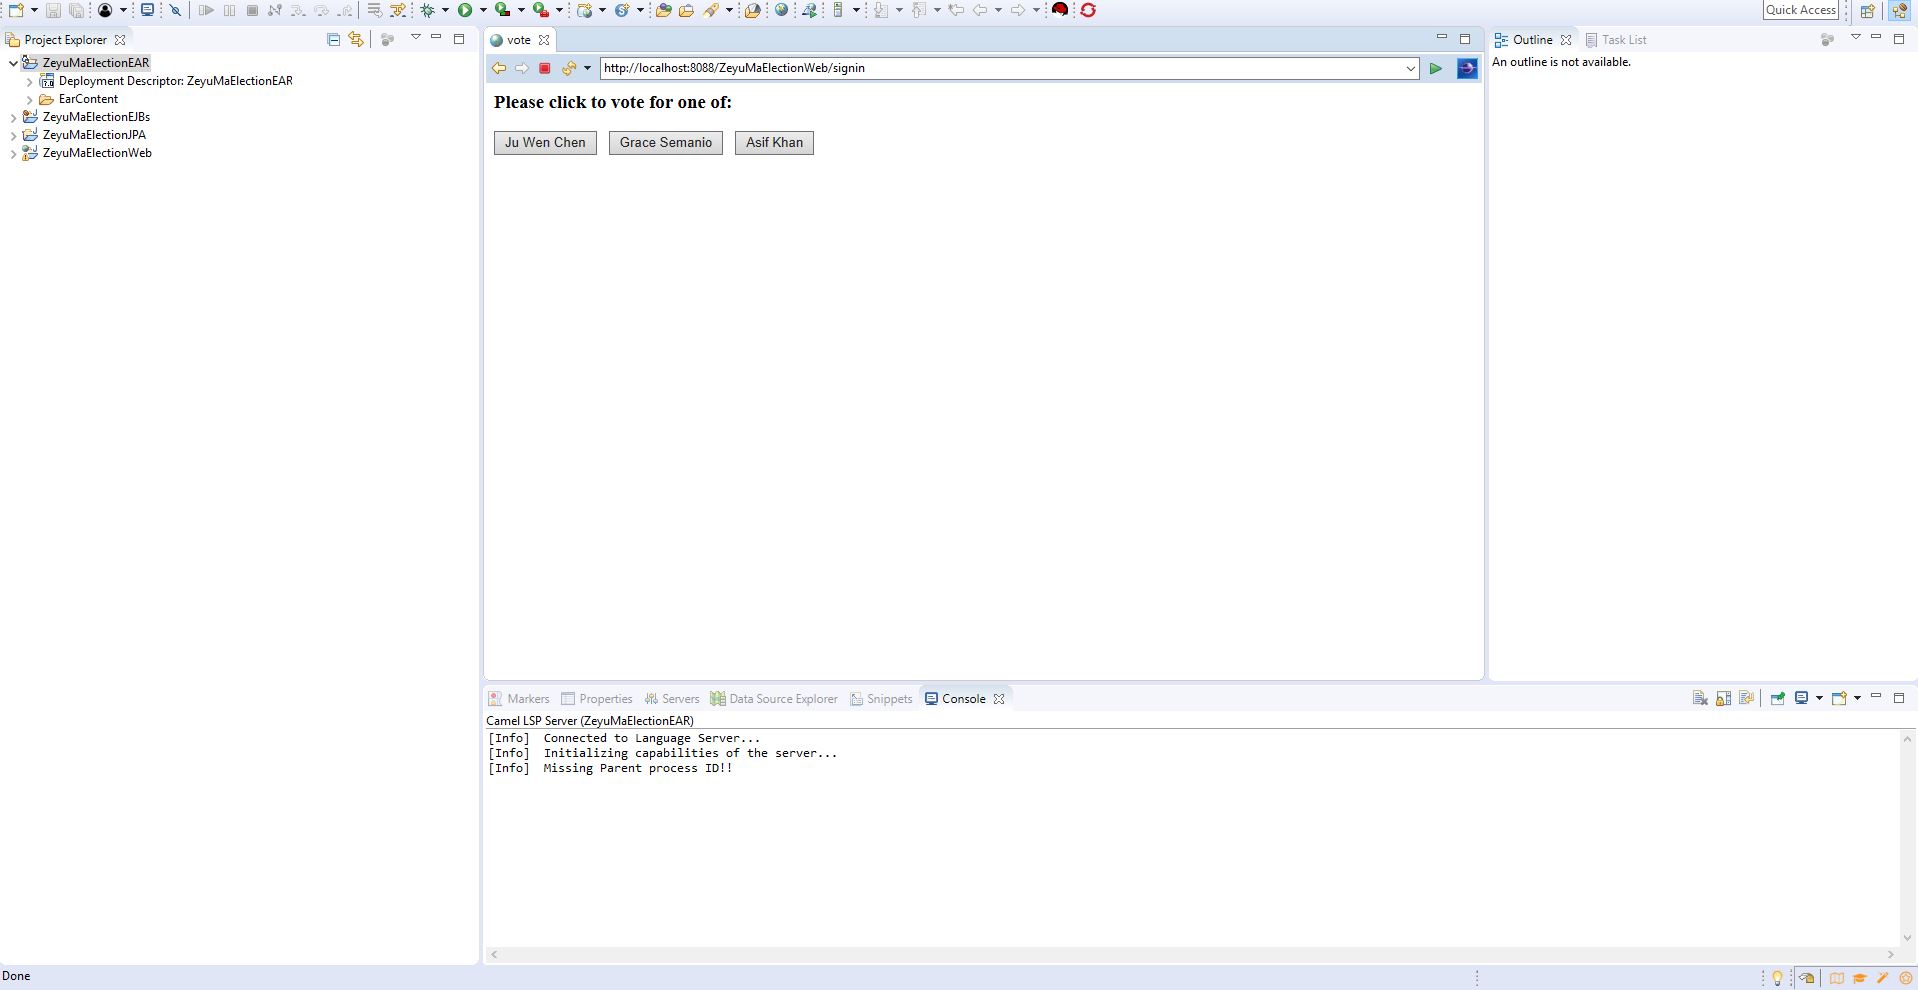 Quick Access
Project Explorer
ZeyuMaElectionEAR
Deployment Descriptor: ZeyuMaElectionEAR
EarContent
ZeyuMaElectionEJBs
ZeyuMaElectionJPA
ZeyuMaElectionWeb
vote
http://localhost:8088/ZeyuMaElectionWeb/signin
Please click to vote for one of:
Ju Wen Chen Grace Semanio Asif Khan
Outline Task List
An outline is not available.
Markers Properties Servers Data Source Explorer Snippets Console
Camel LSP Server (ZeyuMaElectionEAR)
[Info] Connected to Language Server...
[Info] Initializing capabilities of the server...
[Info] Missing Parent process ID!!
Done